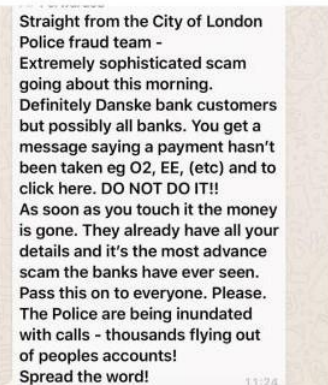 Straight from the City of London
Police fraud team -
Extremely sophisticated scam
going about this morning.
Definitely Danske bank customers
but possibly all banks. You get a
message saying a payment hasn't
been taken eg O2, EE, (etc) and to
click here. DO NOT DO IT!!
As soon as you touch it the money
is gone. They already have all your
details and it's the most advance
scam the banks have ever seen.
Pass this on to everyone. Please.
The Police are being inundated
with calls - thousands flying out
of peoples accounts!
Spread the word!
11:24